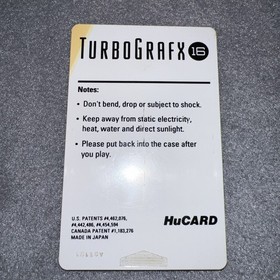 TURBOGRAFX 16
Notes:
• Don't bend, drop or subject to shock.
• Keep away from static electricity,
heat, water and direct sunlight.
• Please put back into the case after
you play.
U.S. PATENTS #4,462,076,
#4,442,486, #4,454,594
CANADA PATENT #1,183,276
MADE IN JAPAN
HuCARD